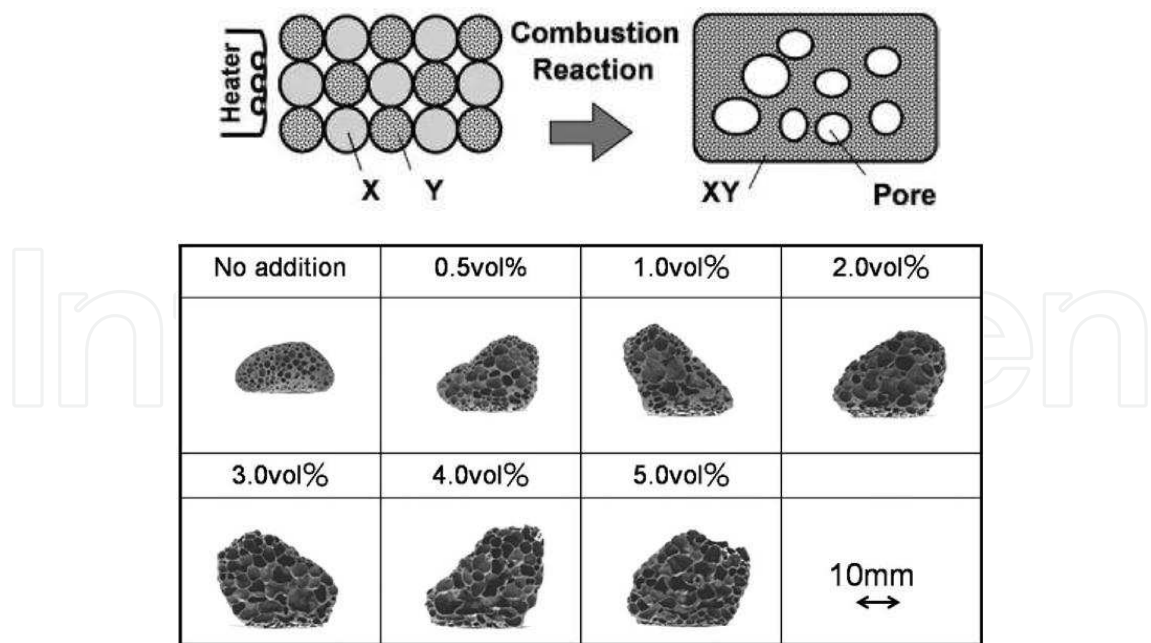 Heater
Combustion
Reaction
X
Y
XY
Pore
No addition
0.5vol%
1.0vol%
2.0vol%
3.0vol%
4.0vol%
5.0vol%
10mm